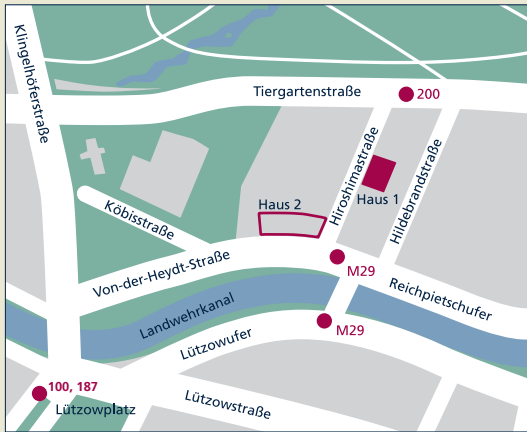 Klingelhöferstraße
Tiergartenstraße
200
Hiroshimastraße
Haus 1
Hildebrandstraße
Haus 2
Köbisstraße
Von-der-Heydt-Straße
M29
Reichpietschufer
Landwehrkanal
M29
Lützowufer
100, 187
Lützowplatz
Lützowstraße